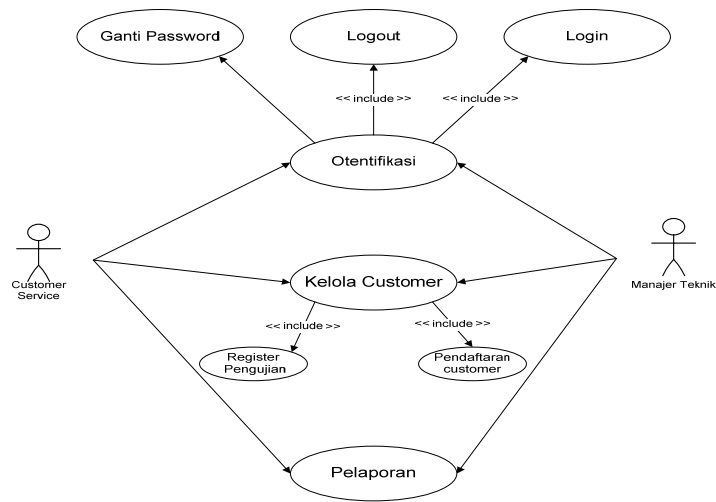 Ganti Password
Logout
Login
<< include >>
<< include >>
Otentifikasi
Customer
Service
Manajer Teknik
Kelola Customer
<< include >>
<< include >>
Register
Pengujian
Pendaftaran
customer
Pelaporan